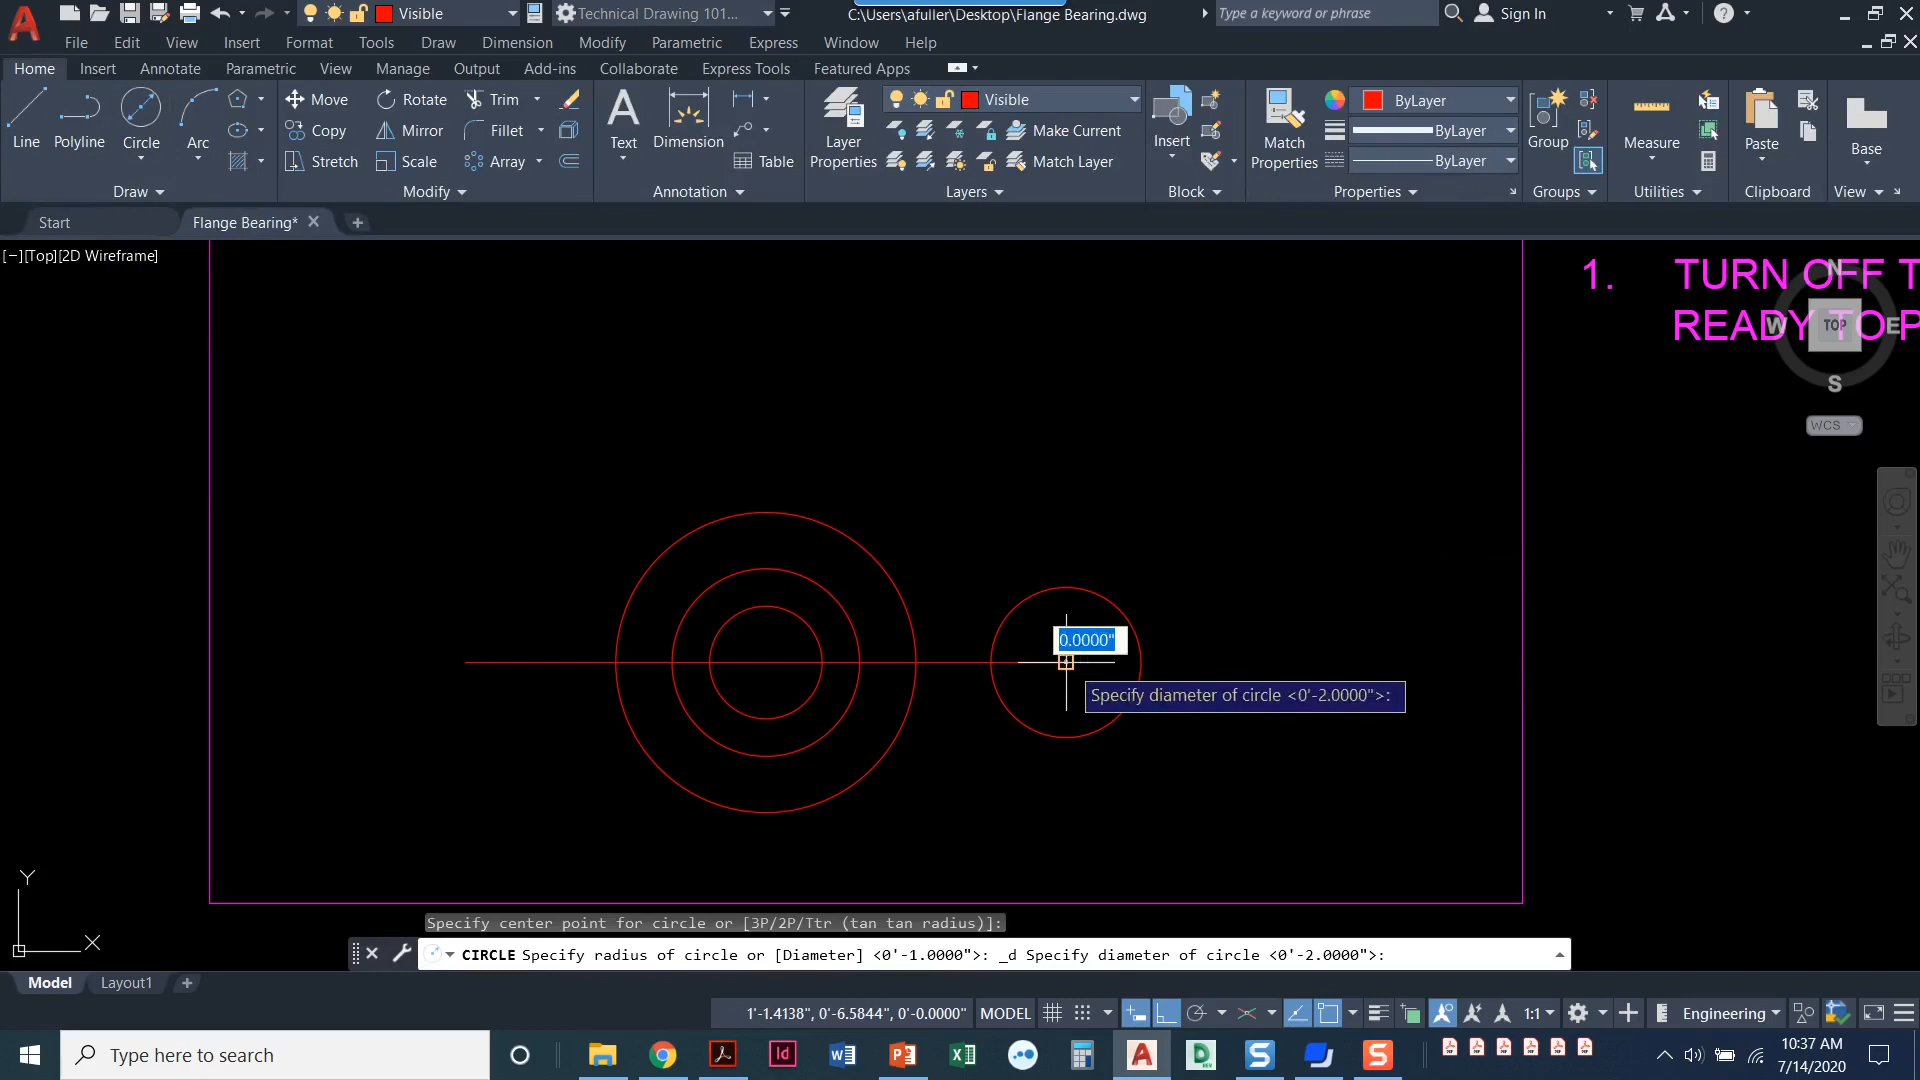 Visible
Technical Drawing 101...
C:\Users\afuller\Desktop\Flange Bearing.dwg
Type a keyword or phrase
Sign In
File Edit View Insert Format Tools Draw Dimension Modify Parametric Express Window Help
Home Insert Annotate Parametric View Manage Output Add-ins Collaborate Express Tools Featured Apps
Line Polyline Circle Arc
Move Rotate Trim
Copy Mirror Fillet
Stretch Scale Array
Text Dimension
Table
Layer Properties
Visible
Make Current
Match Layer
Insert
Match Properties
ByLayer
ByLayer
ByLayer
Group
Measure
Paste
Base
Draw Modify Annotation Layers Block Properties Groups Utilities Clipboard View
Start Flange Bearing*
[−][Top][2D Wireframe]
1. TURN OFF T
READY TO P
N
W TOP E
S
WCS
0.0000"
Specify diameter of circle <0'-2.0000">:
Y
X
Specify center point for circle or [3P/2P/Ttr (tan tan radius)]:
CIRCLE Specify radius of circle or [Diameter] <0'-1.0000">: _d Specify diameter of circle <0'-2.0000">:
Model Layout1
1'-1.4138", 0'-6.5844", 0'-0.0000" MODEL 1:1 Engineering
Type here to search
10:37 AM
7/14/2020